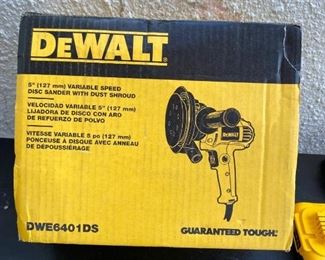 DEWALT®
5" (127 mm) VARIABLE SPEED
DISC SANDER WITH DUST SHROUD
VELOCIDAD VARIABLE 5" (127 mm)
LIJADORA DE DISCO CON ARO
DE REFUERZO DE POLVO
VITESSE VARIABLE 5 po (127 mm)
PONCEUSE À DISQUE AVEC ANNEAU
DE DÉPOUSSIÉRAGE
DEWALT
DWE6401DS
GUARANTEED TOUGH.®